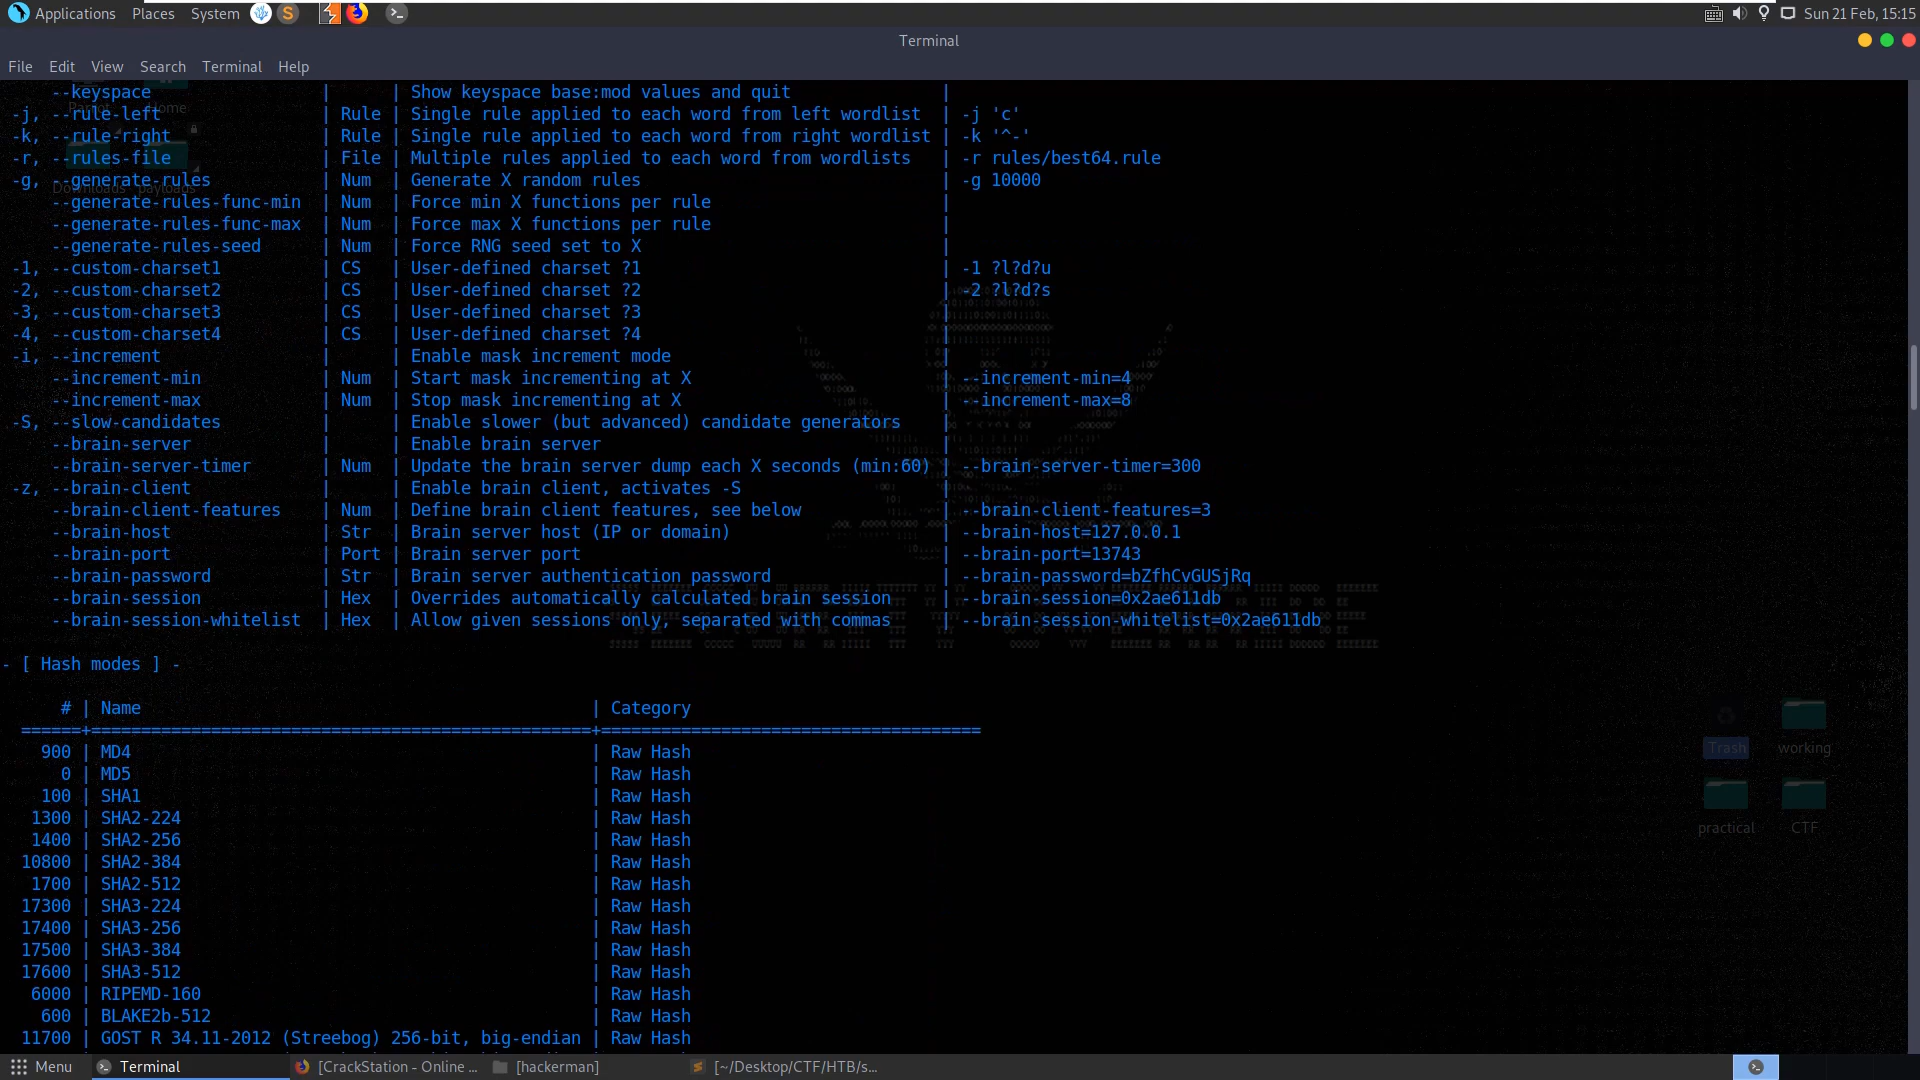 Applications Places System Sun 21 Feb, 15:15
Terminal
File Edit View Search Terminal Help
--keyspace | | Show keyspace base:mod values and quit |
-j, --rule-left | Rule | Single rule applied to each word from left wordlist | -j 'c'
-k, --rule-right | Rule | Single rule applied to each word from right wordlist | -k '^-'
-r, --rules-file | File | Multiple rules applied to each word from wordlists | -r rules/best64.rule
-g, --generate-rules | Num | Generate X random rules | -g 10000
--generate-rules-func-min | Num | Force min X functions per rule |
--generate-rules-func-max | Num | Force max X functions per rule |
--generate-rules-seed | Num | Force RNG seed set to X |
-1, --custom-charset1 | CS | User-defined charset ?1 | -1 ?l?d?u
-2, --custom-charset2 | CS | User-defined charset ?2 | -2 ?l?d?s
-3, --custom-charset3 | CS | User-defined charset ?3 |
-4, --custom-charset4 | CS | User-defined charset ?4 |
-i, --increment | | Enable mask increment mode |
--increment-min | Num | Start mask incrementing at X | --increment-min=4
--increment-max | Num | Stop mask incrementing at X | --increment-max=8
-S, --slow-candidates | | Enable slower (but advanced) candidate generators |
--brain-server | | Enable brain server |
--brain-server-timer | Num | Update the brain server dump each X seconds (min:60) | --brain-server-timer=300
-z, --brain-client | | Enable brain client, activates -S |
--brain-client-features | Num | Define brain client features, see below | --brain-client-features=3
--brain-host | Str | Brain server host (IP or domain) | --brain-host=127.0.0.1
--brain-port | Port | Brain server port | --brain-port=13743
--brain-password | Str | Brain server authentication password | --brain-password=bZfhCvGUSjRq
--brain-session | Hex | Overrides automatically calculated brain session | --brain-session=0x2ae611db
--brain-session-whitelist | Hex | Allow given sessions only, separated with commas | --brain-session-whitelist=0x2ae611db
- [ Hash modes ] -
# | Name | Category
======+==================================================+======================================
900 | MD4 | Raw Hash
0 | MD5 | Raw Hash
100 | SHA1 | Raw Hash
1300 | SHA2-224 | Raw Hash
1400 | SHA2-256 | Raw Hash
10800 | SHA2-384 | Raw Hash
1700 | SHA2-512 | Raw Hash
17300 | SHA3-224 | Raw Hash
17400 | SHA3-256 | Raw Hash
17500 | SHA3-384 | Raw Hash
17600 | SHA3-512 | Raw Hash
6000 | RIPEMD-160 | Raw Hash
600 | BLAKE2b-512 | Raw Hash
11700 | GOST R 34.11-2012 (Streebog) 256-bit, big-endian | Raw Hash
Home
Downloads payloads
Trash working
practical CTF
Menu Terminal [CrackStation - Online ... [hackerman] [~/Desktop/CTF/HTB/s...